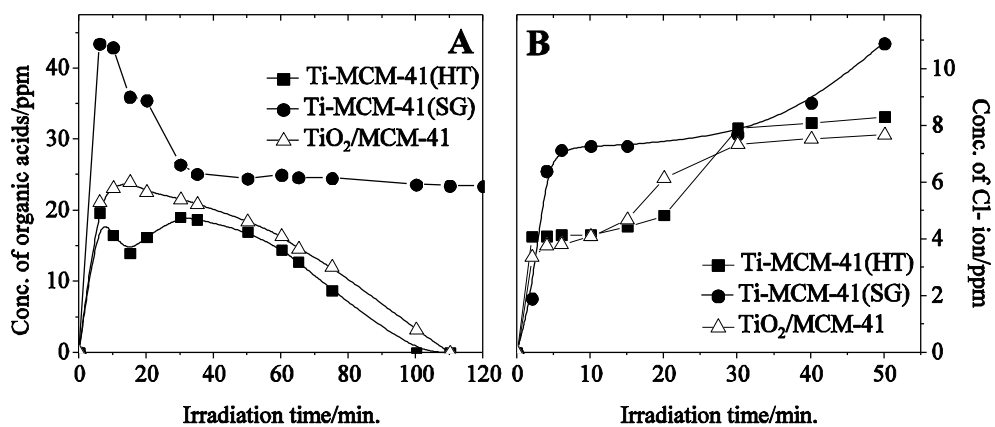 A
Ti-MCM-41(HT)
Ti-MCM-41(SG)
TiO₂/MCM-41
Conc. of organic acids/ppm
40
30
20
10
0
0 20 40 60 80 100 120
Irradiation time/min.
B
Ti-MCM-41(HT)
Ti-MCM-41(SG)
TiO₂/MCM-41
10
8
6
4
2
0
Conc. of Cl- ion/ppm
0 10 20 30 40 50
Irradiation time/min.